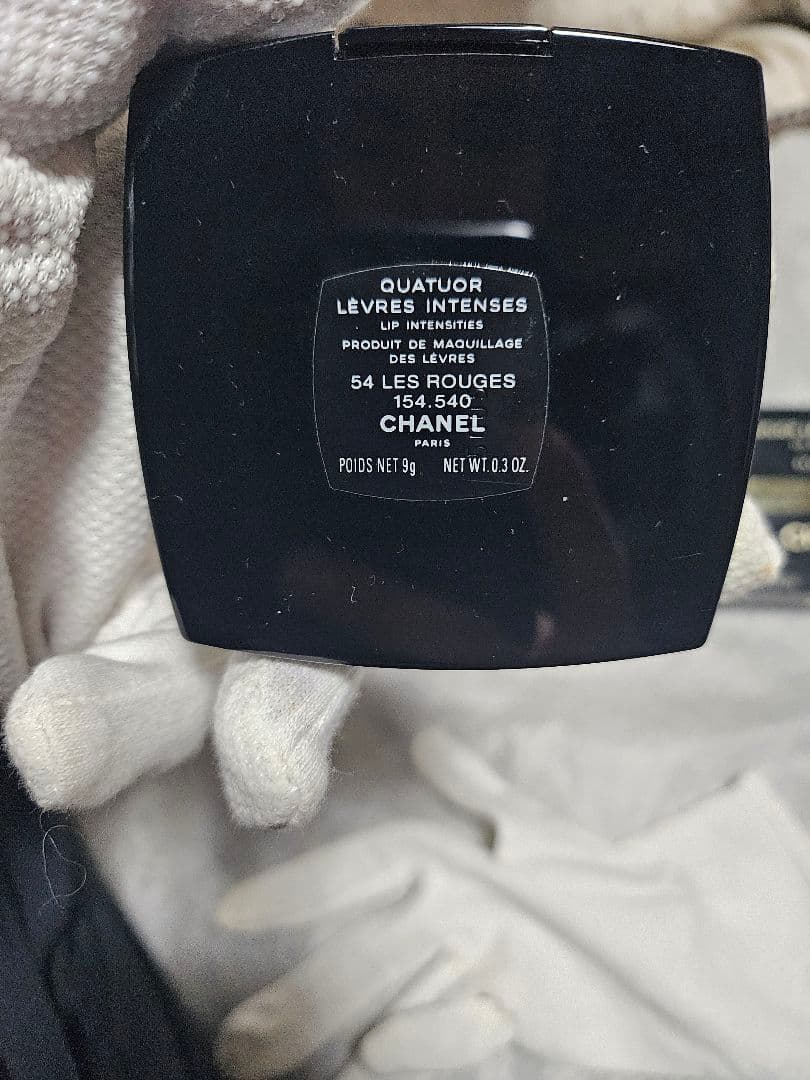 QUATUOR
LÈVRES INTENSES
LIP INTENSITIES
PRODUIT DE MAQUILLAGE
DES LÈVRES
54 LES ROUGES
154.540
CHANEL
PARIS
POIDS NET 9g NET WT. 0.3 OZ.